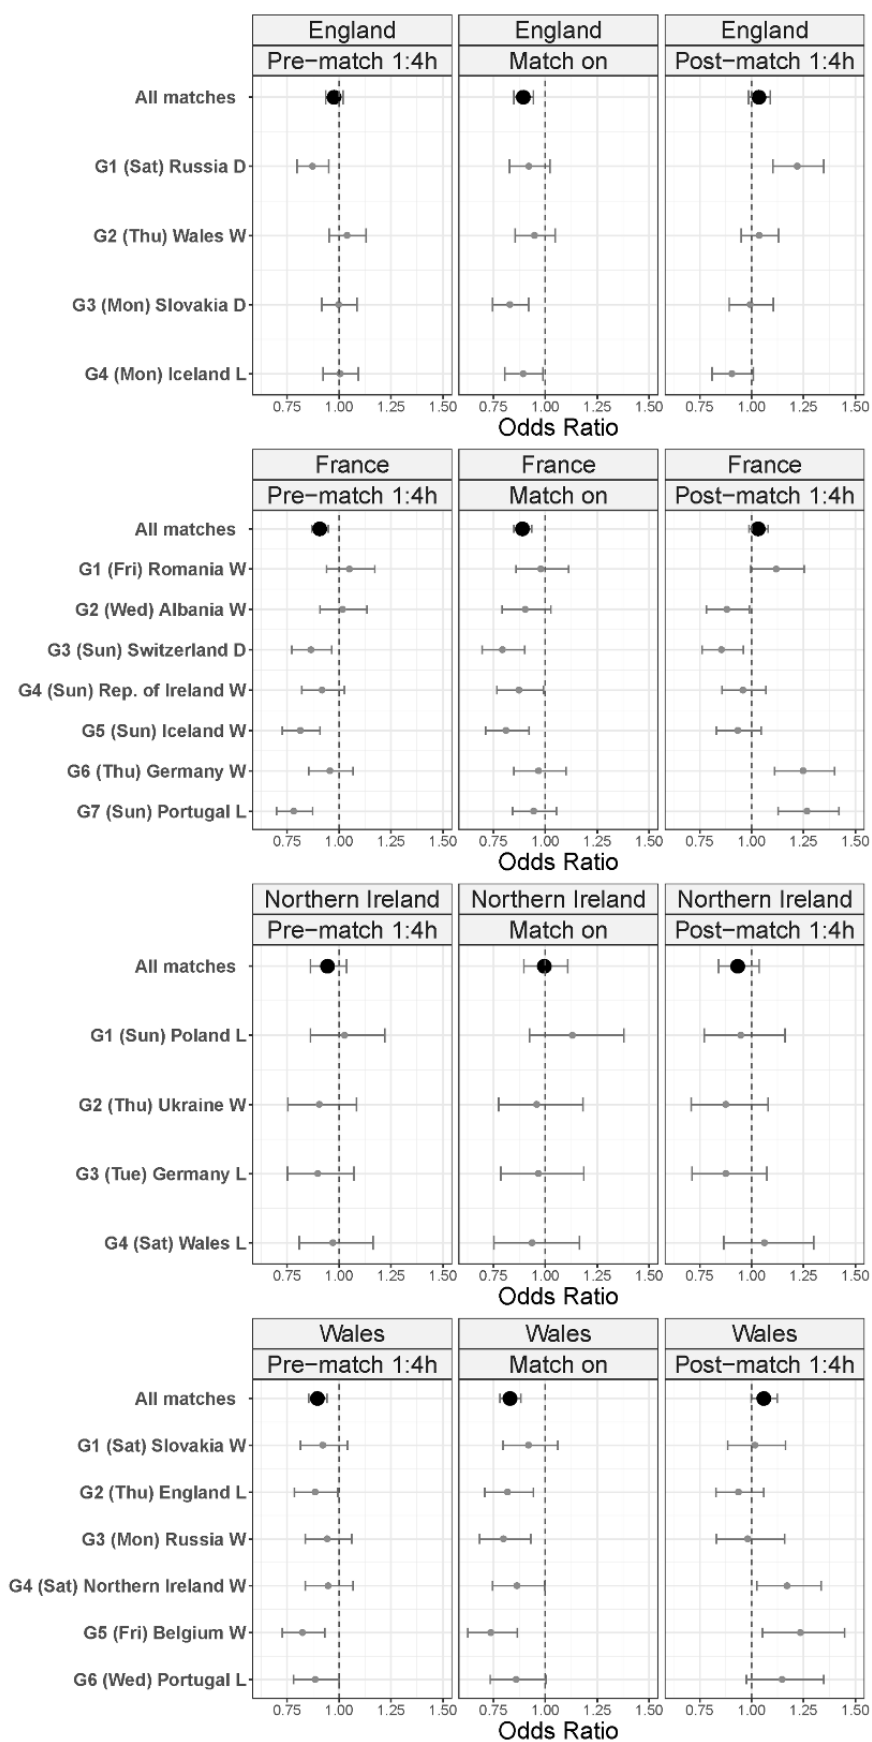 England England England
Pre−match 1:4h Match on Post−match 1:4h
All matches
G1 (Sat) Russia D
G2 (Thu) Wales W
G3 (Mon) Slovakia D
G4 (Mon) Iceland L
0.75 1.00 1.25 1.50 0.75 1.00 1.25 1.50 0.75 1.00 1.25 1.50
Odds Ratio
France France France
Pre−match 1:4h Match on Post−match 1:4h
All matches
G1 (Fri) Romania W
G2 (Wed) Albania W
G3 (Sun) Switzerland D
G4 (Sun) Rep. of Ireland W
G5 (Sun) Iceland W
G6 (Thu) Germany W
G7 (Sun) Portugal L
0.75 1.00 1.25 1.50 0.75 1.00 1.25 1.50 0.75 1.00 1.25 1.50
Odds Ratio
Northern Ireland Northern Ireland Northern Ireland
Pre−match 1:4h Match on Post−match 1:4h
All matches
G1 (Sun) Poland L
G2 (Thu) Ukraine W
G3 (Tue) Germany L
G4 (Sat) Wales L
0.75 1.00 1.25 1.50 0.75 1.00 1.25 1.50 0.75 1.00 1.25 1.50
Odds Ratio
Wales Wales Wales
Pre−match 1:4h Match on Post−match 1:4h
All matches
G1 (Sat) Slovakia W
G2 (Thu) England L
G3 (Mon) Russia W
G4 (Sat) Northern Ireland W
G5 (Fri) Belgium W
G6 (Wed) Portugal L
0.75 1.00 1.25 1.50 0.75 1.00 1.25 1.50 0.75 1.00 1.25 1.50
Odds Ratio